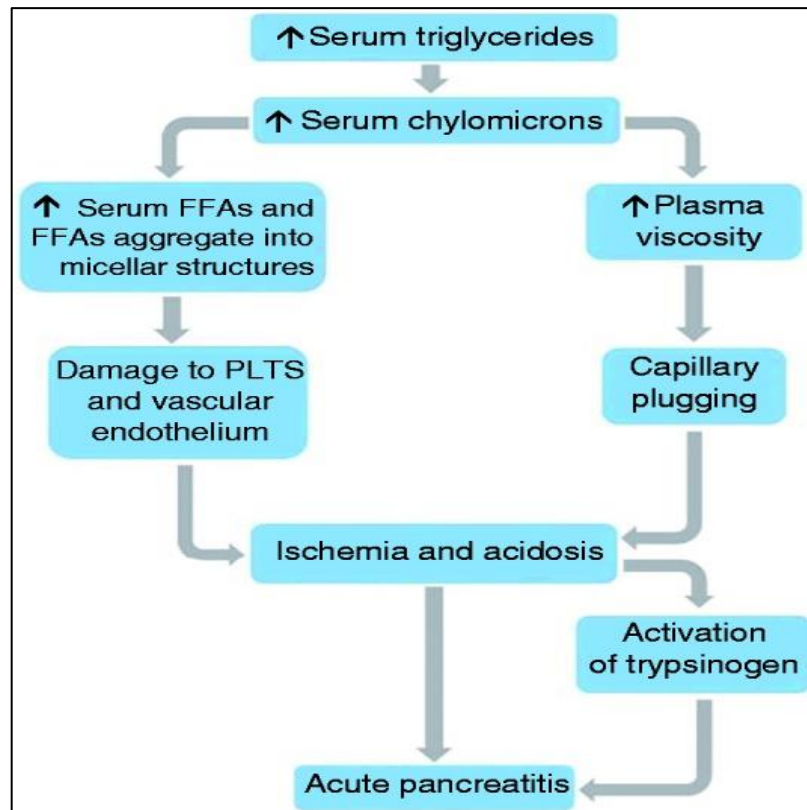 ↑ Serum triglycerides
↑ Serum chylomicrons
↑ Serum FFAs and
FFAs aggregate into
micellar structures
↑ Plasma
viscosity
Damage to PLTS
and vascular
endothelium
Capillary
plugging
Ischemia and acidosis
Activation
of trypsinogen
Acute pancreatitis